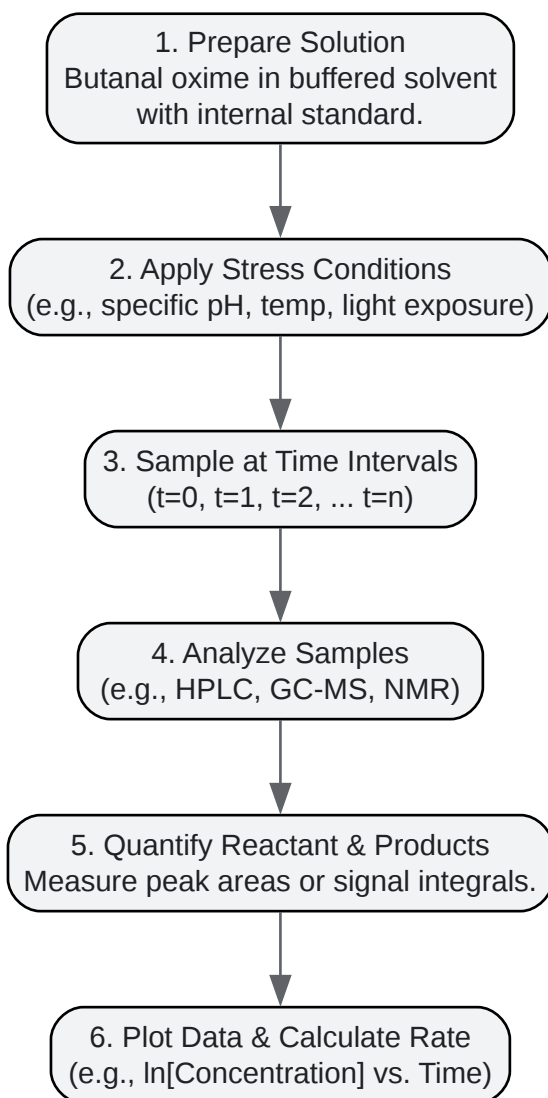 1. Prepare Solution
Butanal oxime in buffered solvent
with internal standard.
2. Apply Stress Conditions
(e.g., specific pH, temp, light exposure)
3. Sample at Time Intervals
(t=0, t=1, t=2, ... t=n)
4. Analyze Samples
(e.g., HPLC, GC-MS, NMR)
5. Quantify Reactant & Products
Measure peak areas or signal integrals.
6. Plot Data & Calculate Rate
(e.g., ln[Concentration] vs. Time)